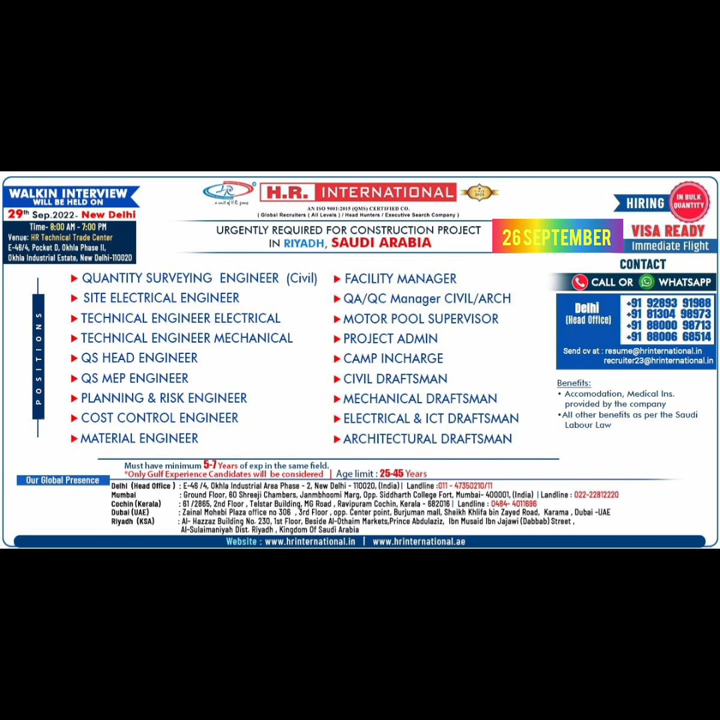 WALKIN INTERVIEW
WILL BE HELD ON
29th Sep.2022- New Delhi
Time- 8:00 AM - 7:00 PM
Venue: HR Technical Trade Center
E-46/4, Pocket D, Okhla Phase II,
Okhla Industrial Estate, New Delhi-110020
H.R. INTERNATIONAL
AN ISO 9001:2015 (QMS) CERTIFIED CO.
( Global Recruiters ( All Levels ) / Head Hunters / Executive Search Company )
URGENTLY REQUIRED FOR CONSTRUCTION PROJECT
IN RIYADH, SAUDI ARABIA
26 SEPTEMBER
HIRING
IN BULK
QUANTITY
VISA READY
Immediate Flight
CONTACT
CALL OR WHATSAPP
Delhi
(Head Office)
+91 92893 91988
+91 81304 98973
+91 88000 98713
+91 88006 68514
Send cv at : resume@hrinternational.in
recruiter23@hrinternational.in
Benefits:
• Accomodation, Medical Ins.
provided by the company
•All other benefits as per the Saudi
Labour Law
POSITIONS
QUANTITY SURVEYING ENGINEER (Civil)
SITE ELECTRICAL ENGINEER
TECHNICAL ENGINEER ELECTRICAL
TECHNICAL ENGINEER MECHANICAL
QS HEAD ENGINEER
QS MEP ENGINEER
PLANNING & RISK ENGINEER
COST CONTROL ENGINEER
MATERIAL ENGINEER
FACILITY MANAGER
QA/QC Manager CIVIL/ARCH
MOTOR POOL SUPERVISOR
PROJECT ADMIN
CAMP INCHARGE
CIVIL DRAFTSMAN
MECHANICAL DRAFTSMAN
ELECTRICAL & ICT DRAFTSMAN
ARCHITECTURAL DRAFTSMAN
Must have minimum 5-7 Years of exp in the same field.
*Only Gulf Experience Candidates will be considered | Age limit : 25-45 Years
Our Global Presence
Delhi (Head Office ) : E-46 /4, Okhla Industrial Area Phase - 2, New Delhi - 110020, (India) | Landline :011 - 47350210/11
Mumbai : Ground Floor, 60 Shreeji Chambers, Janmbhoomi Marg, Opp. Siddharth College Fort, Mumbai- 400001, (India) | Landline : 022-22812220
Cochin (Kerala) : 61 /2865, 2nd Floor , Telstar Building, MG Road , Ravipuram Cochin, Kerala - 682016 | Landline : 0484- 4011686
Dubai (UAE) : Zainal Mohebi Plaza office no 306 , 3rd Floor , opp. Center point, Burjuman mall, Sheikh Khlifa bin Zayed Road, Karama , Dubai -UAE
Riyadh (KSA) : Al- Hazzaz Building No. 230, 1st Floor, Beside Al-Othaim Markets,Prince Abdulaziz, Ibn Musaid Ibn Jajawi (Dabbab) Street ,
Al-Sulaimaniyah Dist. Riyadh , Kingdom Of Saudi Arabia
Website : www.hrinternational.in | www.hrinternational.ae